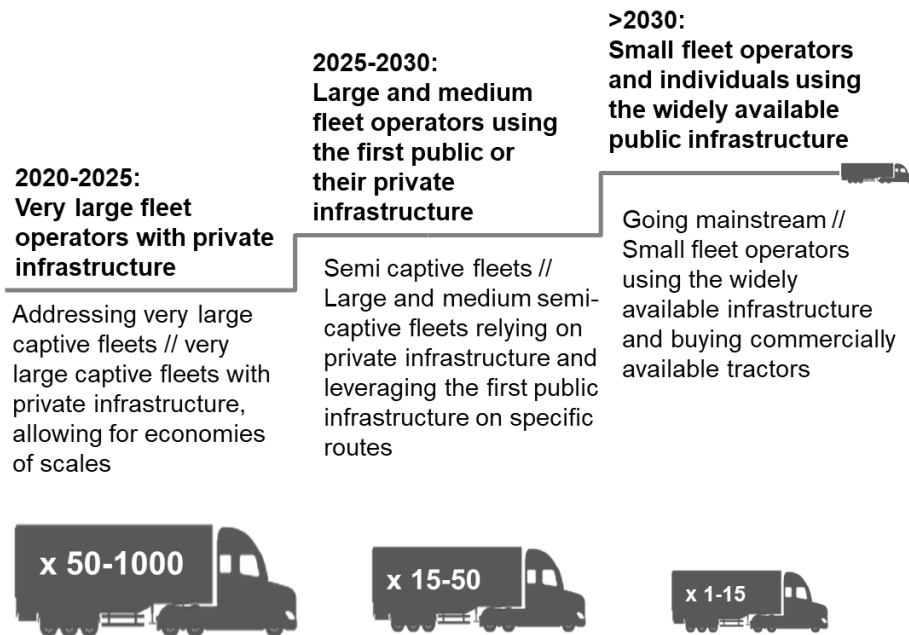 2020-2025:
Very large fleet
operators with private
infrastructure
Addressing very large
captive fleets // very
large captive fleets with
private infrastructure,
allowing for economies
of scales
x 50-1000
2025-2030:
Large and medium
fleet operators using
the first public or
their private
infrastructure
Semi captive fleets //
Large and medium semi-
captive fleets relying on
private infrastructure and
leveraging the first public
infrastructure on specific
routes
x 15-50
>2030:
Small fleet operators
and individuals using
the widely available
public infrastructure
Going mainstream //
Small fleet operators
using the widely
available infrastructure
and buying commercially
available tractors
x 1-15